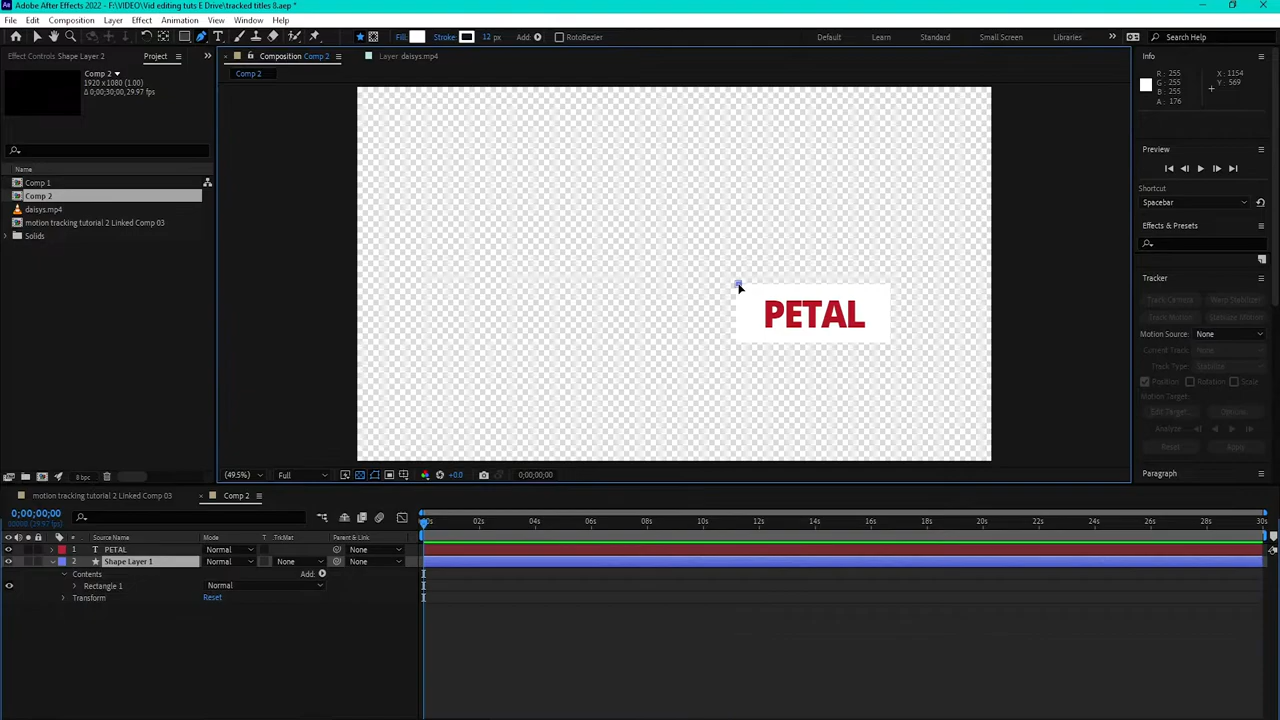 Adobe After Effects 2022 - F:\VIDEO\Vid editing tuts E Drive\tracked titles 8.aep *
File Edit Composition Layer Effect Animation View Window Help
Fill: Stroke: 12 px Add: RotoBezier Default Learn Standard Small Screen Libraries Search Help
Effect Controls Shape Layer 2 Project Composition Comp 2 Layer daisys.mp4 Info
Comp 2
1920 x 1080 (1.00)
Δ 0;00;30;00, 29.97 fps
Comp 2
R: 255 X: 1154
G: 255 Y: 569
B: 255
A: 176
Preview
Shortcut
Spacebar
Effects & Presets
Name
Comp 1
Comp 2
daisys.mp4
motion tracking tutorial 2 Linked Comp 03
Solids
PETAL
Tracker
Track Camera Warp Stabilizer
Track Motion Stabilize Motion
Motion Source: None
Current Track: None
Track Type: Stabilize
Position Rotation Scale
Motion Target:
Edit Target... Options...
Analyze:
Reset Apply
Paragraph
8 bpc (49.5%) Full +0.0 0;00;00;00
motion tracking tutorial 2 Linked Comp 03 Comp 2
0;00;00;00
00000 (29.97 fps)
00s 02s 04s 06s 08s 10s 12s 14s 16s 18s 20s 22s 24s 26s 28s 30s
# Source Name Mode T TrkMat Parent & Link
1 T PETAL Normal None
2 Shape Layer 1 Normal None None
Contents Add:
Rectangle 1 Normal
Transform Reset